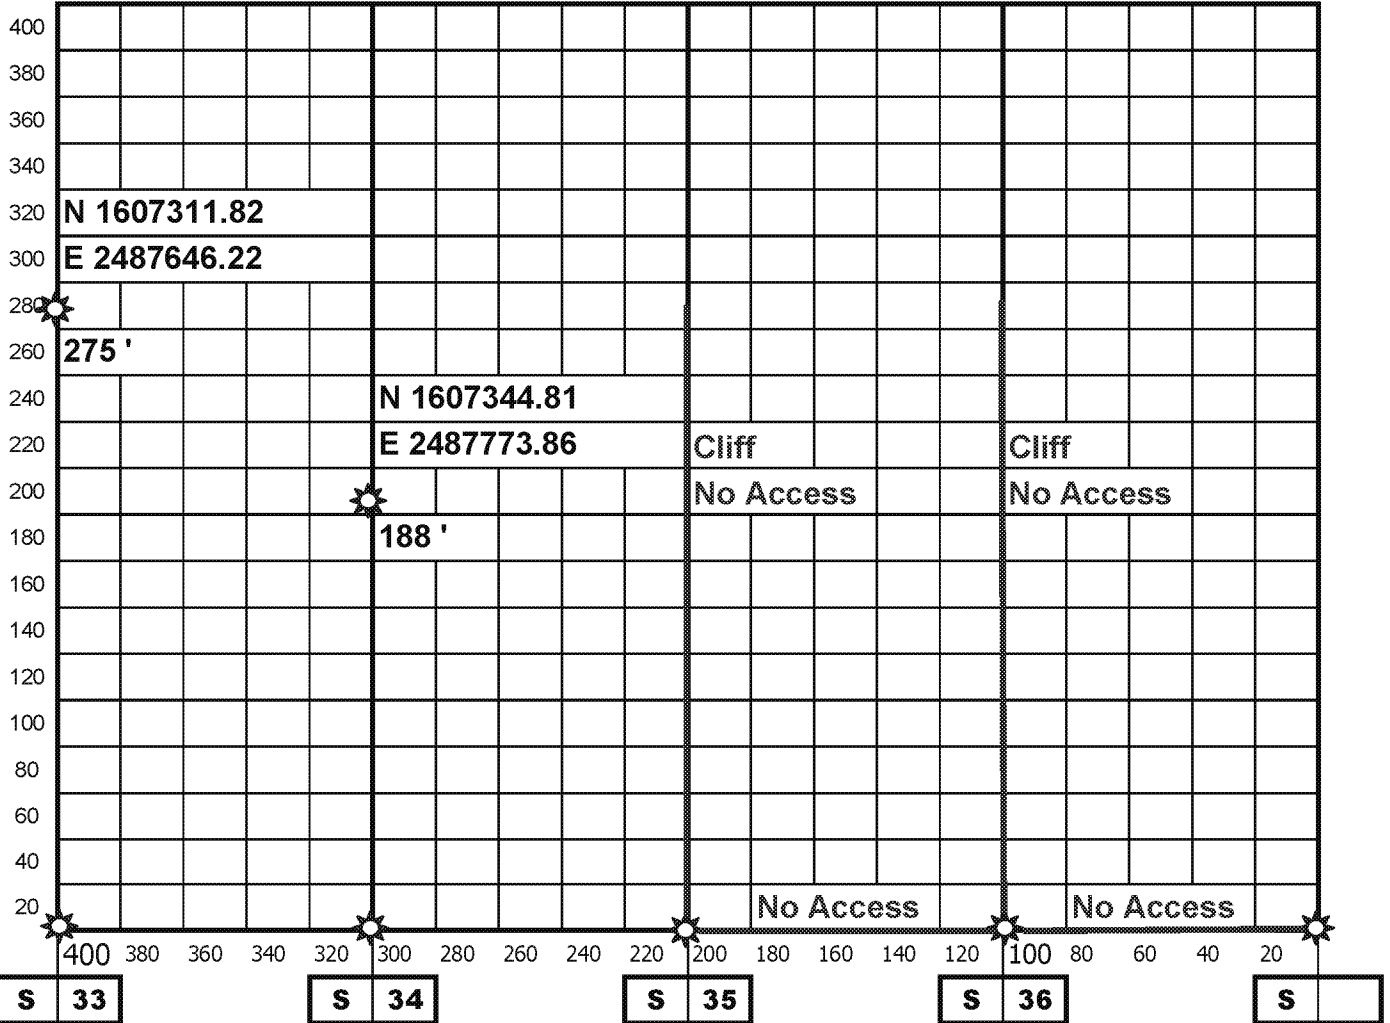 400
380
360
340
320 N 1607311.82
300 E 2487646.22
280
260 275 '
240 N 1607344.81
220 E 2487773.86 Cliff Cliff
200 No Access No Access
180 188 '
160
140
120
100
80
60
40
20 No Access No Access
400 380 360 340 320 300 280 260 240 220 200 180 160 140 120 100 80 60 40 20
S 33 S 34 S 35 S 36 S